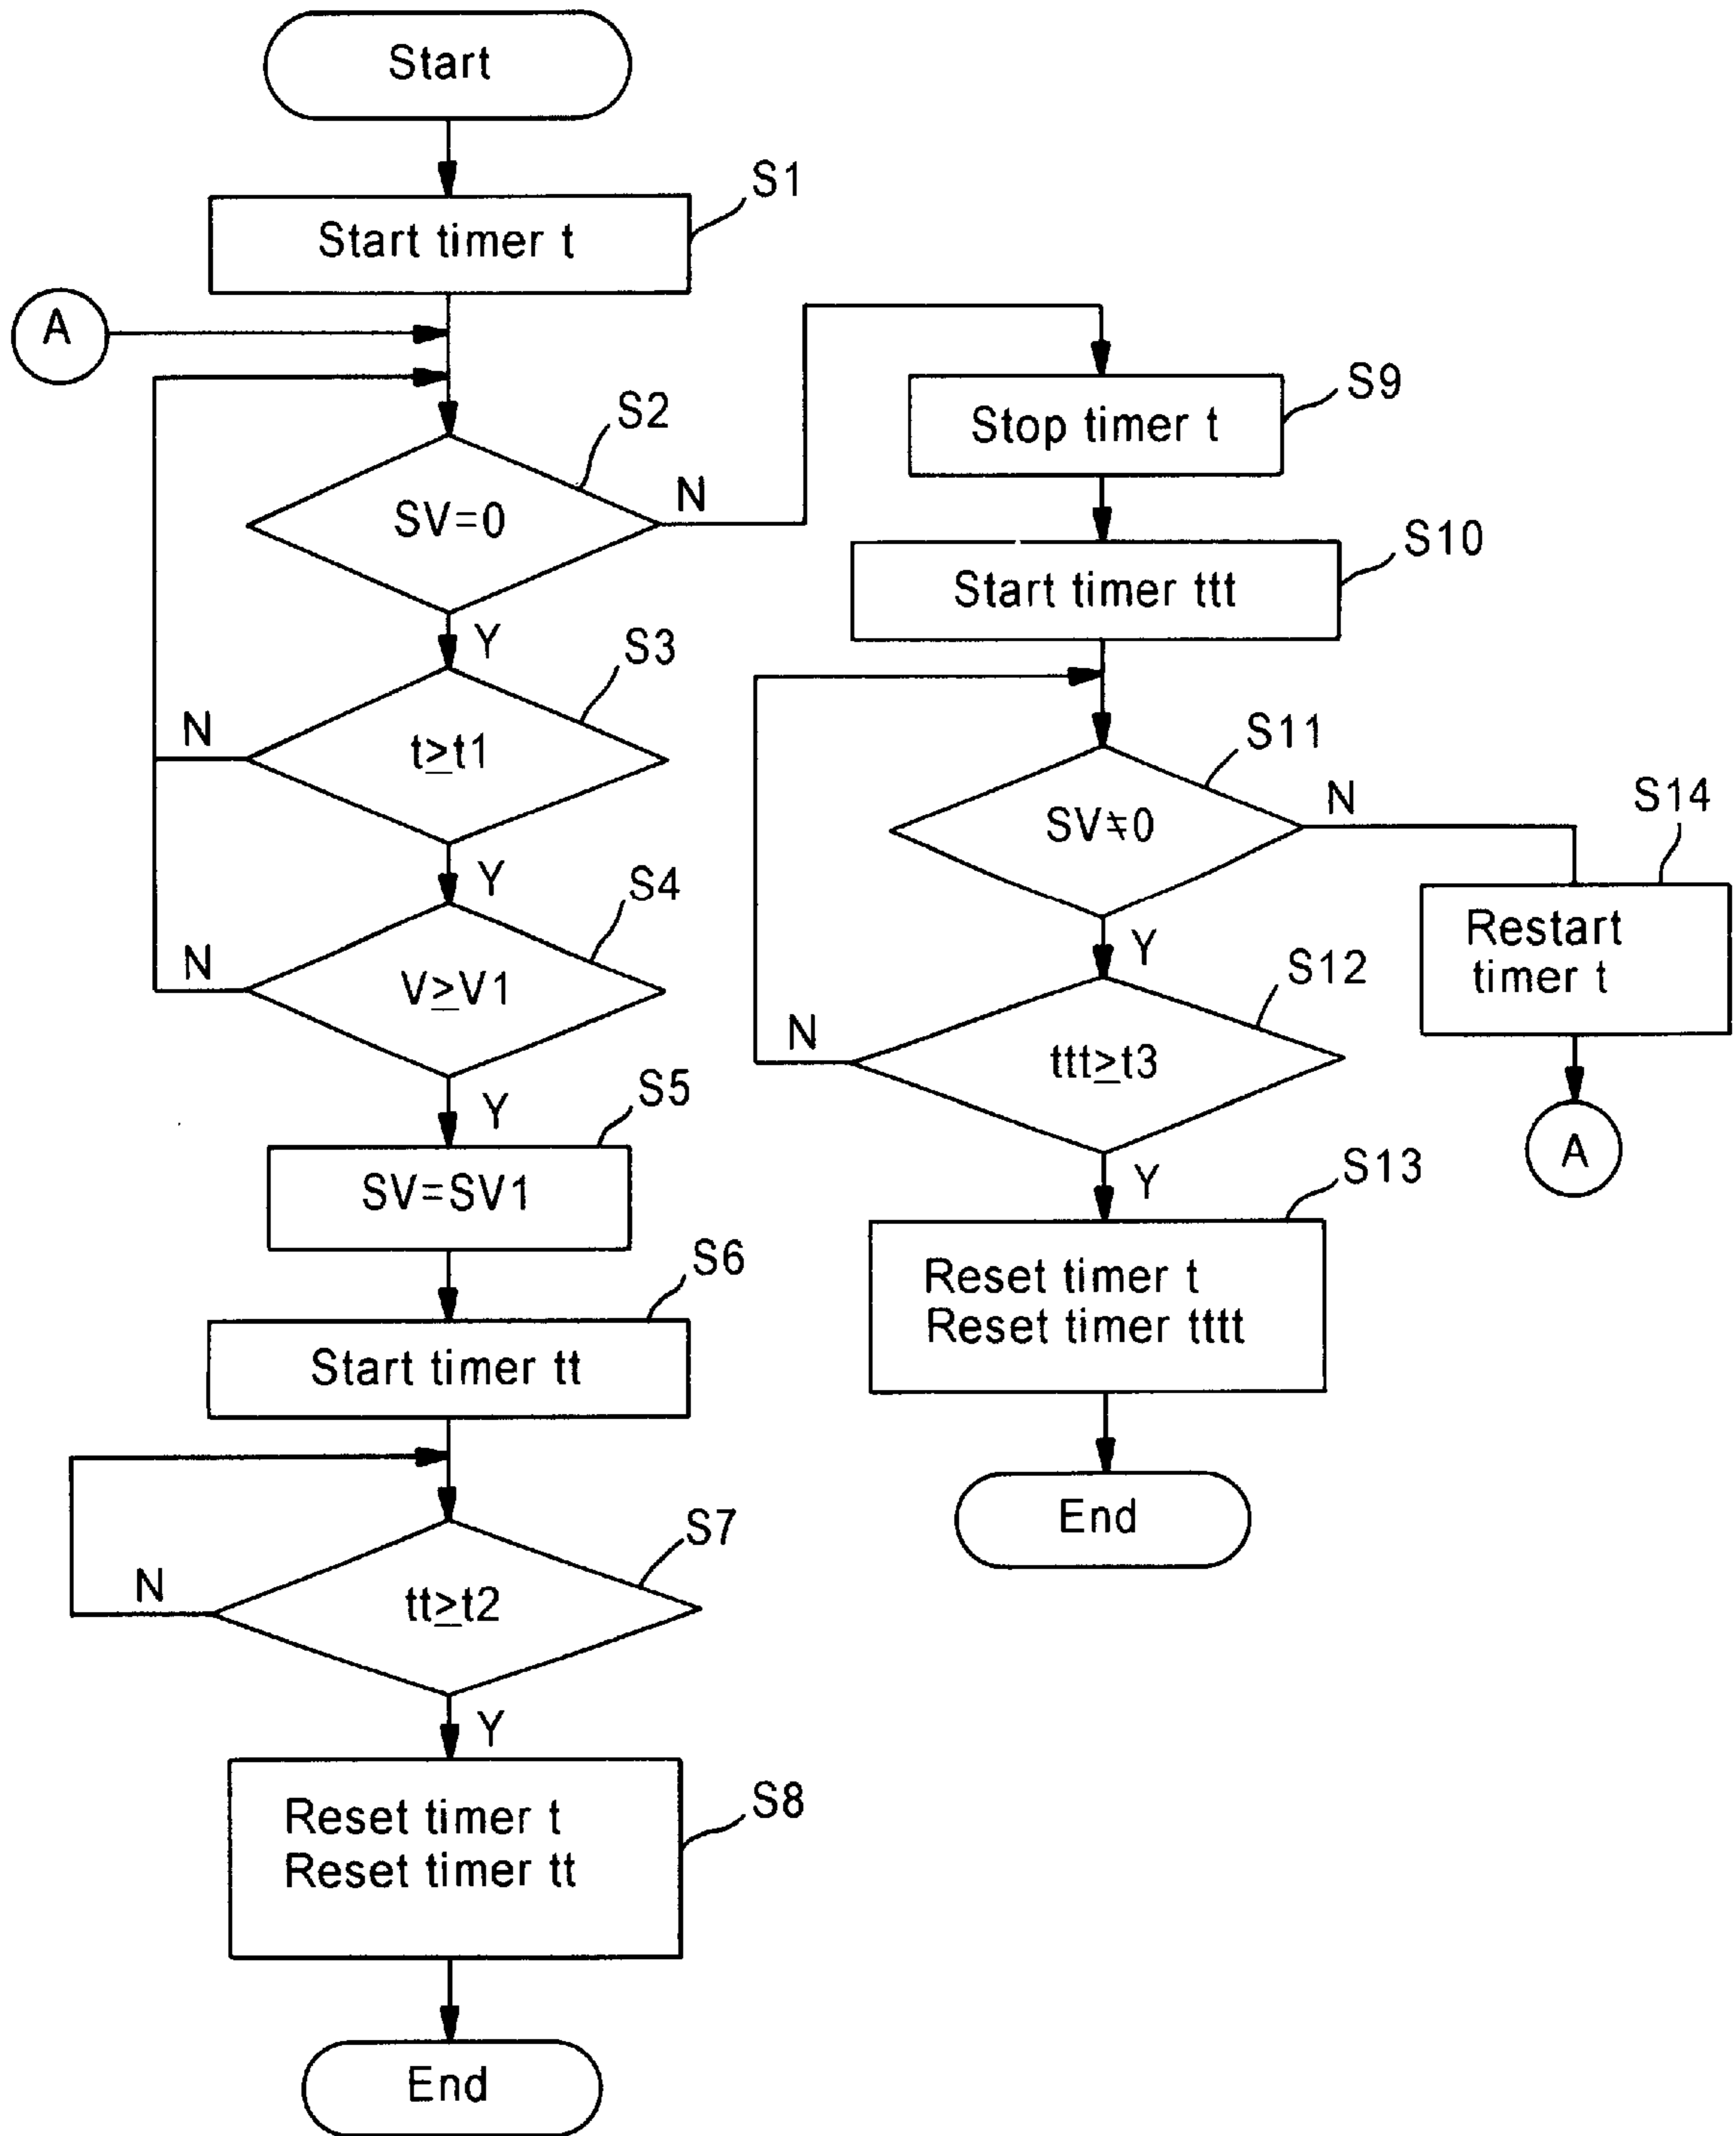 Start
S1
Start timer t
A
S2
SV=0
N
Y
S3
t≥t1
N
Y
S4
V≥V1
N
Y
S5
SV=SV1
S6
Start timer tt
S7
tt≥t2
N
Y
S8
Reset timer t
Reset timer tt
End
S9
Stop timer t
S10
Start timer ttt
S11
SV≠0
N
Y
S14
Restart
timer t
A
S12
ttt≥t3
N
Y
S13
Reset timer t
Reset timer tttt
End